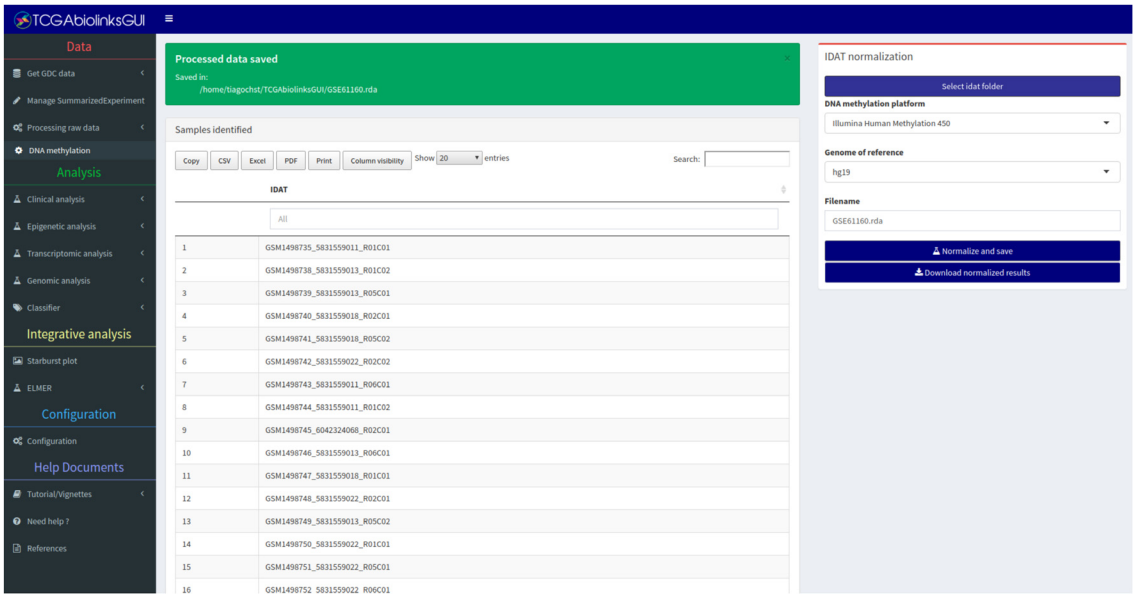 TCGAbiolinksGUI
Data
Get GDC data
Manage SummarizedExperiment
Processing raw data
DNA methylation
Analysis
Clinical analysis
Epigenetic analysis
Transcriptomic analysis
Genomic analysis
Classifier
Integrative analysis
Starburst plot
ELMER
Configuration
Configuration
Help Documents
Tutorial/Vignettes
Need help ?
References
Processed data saved
×
Saved in:
/home/tiagochst/TCGAbiolinksGUI/GSE61160.rda
Samples identified
Copy CSV Excel PDF Print Column visibility Show 20 entries Search:
IDAT
All
1 GSM1498735_5831559011_R01C01
2 GSM1498738_5831559013_R01C02
3 GSM1498739_5831559013_R05C01
4 GSM1498740_5831559018_R02C01
5 GSM1498741_5831559018_R05C02
6 GSM1498742_5831559022_R02C02
7 GSM1498743_5831559011_R06C01
8 GSM1498744_5831559011_R01C02
9 GSM1498745_6042324068_R02C01
10 GSM1498746_5831559013_R06C01
11 GSM1498747_5831559018_R01C01
12 GSM1498748_5831559022_R02C01
13 GSM1498749_5831559013_R05C02
14 GSM1498750_5831559022_R01C01
15 GSM1498751_5831559022_R05C01
16 GSM1498752_5831559022_R06C01
IDAT normalization
Select idat folder
DNA methylation platform
Illumina Human Methylation 450
Genome of reference
hg19
Filename
GSE61160.rda
Normalize and save
Download normalized results